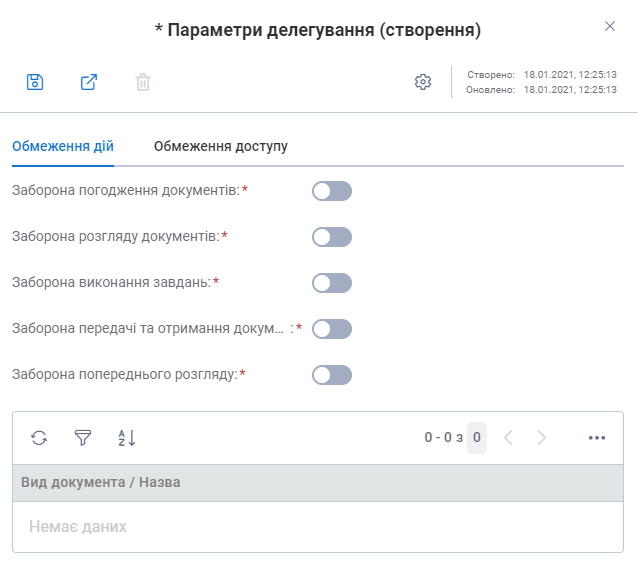 * Параметри делегування (створення)
Створено: 18.01.2021, 12:25:13
Оновлено: 18.01.2021, 12:25:13
Обмеження дій Обмеження доступу
Заборона погодження документів:*
Заборона розгляду документів:*
Заборона виконання завдань:*
Заборона передачі та отримання докум... :*
Заборона попереднього розгляду:*
0 - 0 з 0
Вид документа / Назва
Немає даних